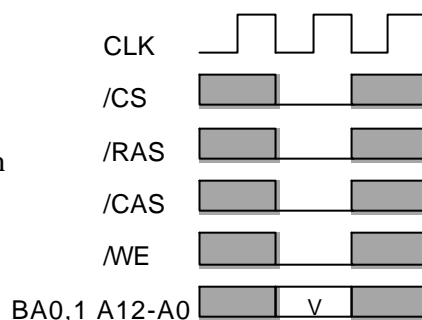 CLK
/CS
/RAS
n
/CAS
/WE
BA0,1 A12-A0
V